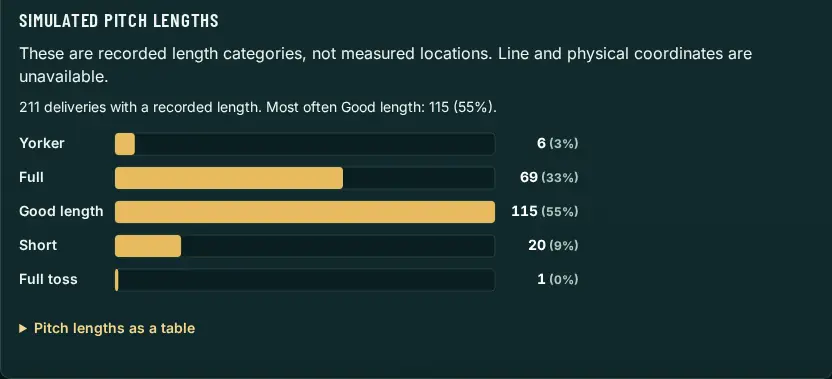 SIMULATED PITCH LENGTHS
These are recorded length categories, not measured locations. Line and physical coordinates are
unavailable.
211 deliveries with a recorded length. Most often Good length: 115 (55%).
Yorker 6 (3%)
Full 69 (33%)
Good length 115 (55%)
Short 20 (9%)
Full toss 1 (0%)
▶ Pitch lengths as a table